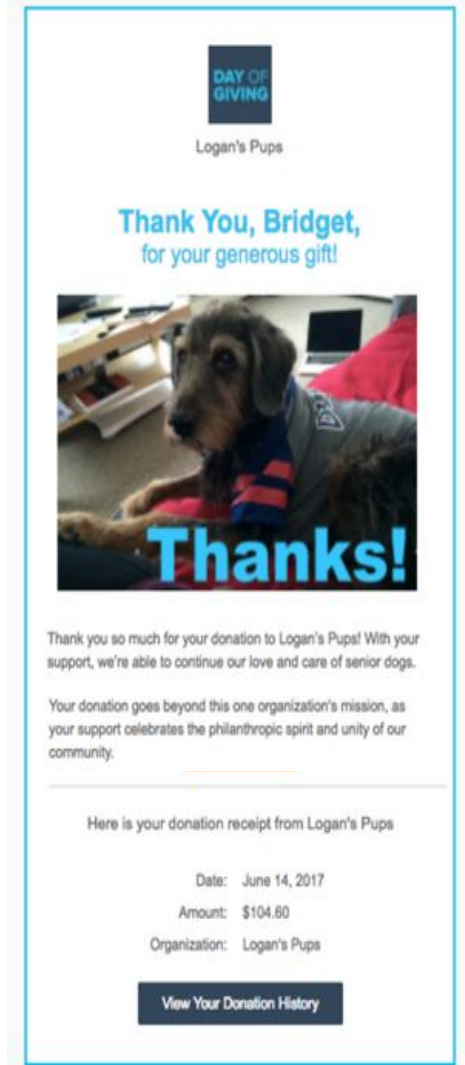 DAY OF
GIVING
Logan's Pups
Thank You, Bridget,
for your generous gift!
Thanks!
Thank you so much for your donation to Logan's Pups! With your
support, we're able to continue our love and care of senior dogs.
Your donation goes beyond this one organization's mission, as
your support celebrates the philanthropic spirit and unity of our
community.
Here is your donation receipt from Logan's Pups
Date: June 14, 2017
Amount: $104.60
Organization: Logan's Pups
View Your Donation History